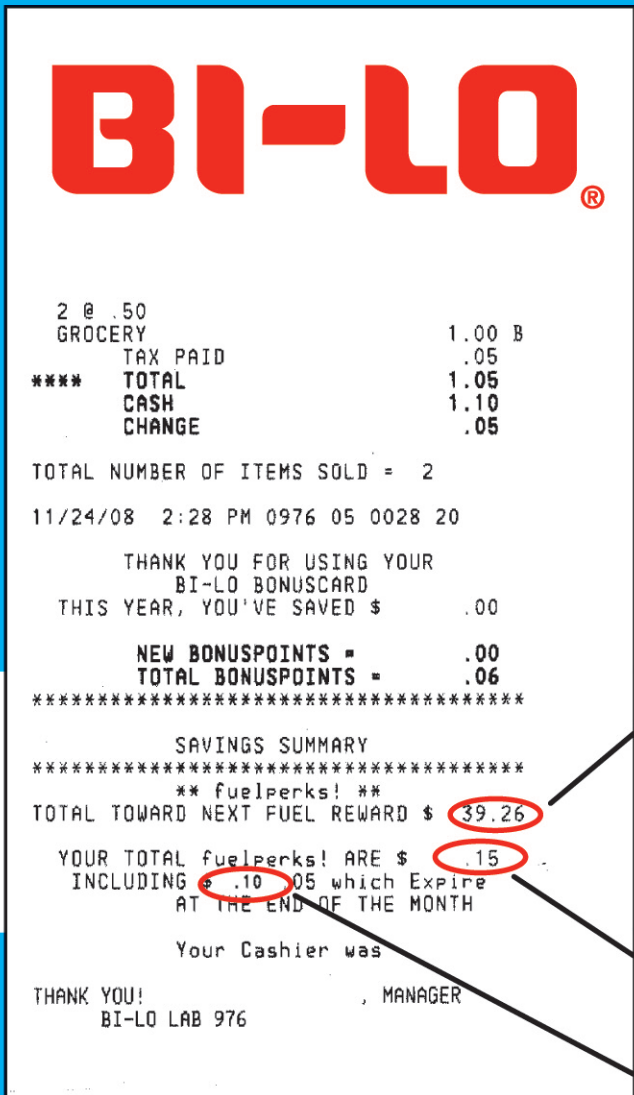 BI-LO®
2 @ .50
GROCERY 1.00 B
TAX PAID .05
**** TOTAL 1.05
CASH 1.10
CHANGE .05
TOTAL NUMBER OF ITEMS SOLD = 2
11/24/08 2:28 PM 0976 05 0028 20
THANK YOU FOR USING YOUR
BI-LO BONUSCARD
THIS YEAR, YOU'VE SAVED $ .00
NEW BONUSPOINTS = .00
TOTAL BONUSPOINTS = .06
***************************************
SAVINGS SUMMARY
***************************************
** fuelperks! **
TOTAL TOWARD NEXT FUEL REWARD $ 39.26
YOUR TOTAL fuelperks! ARE $ .15
INCLUDING $ .10 .05 which Expire
AT THE END OF THE MONTH
Your Cashier was
THANK YOU! , MANAGER
BI-LO LAB 976